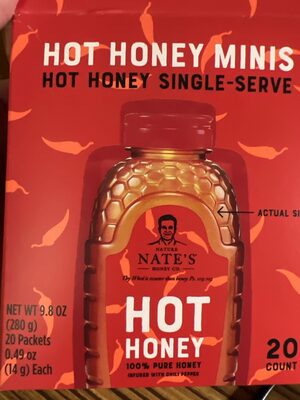 HOT HONEY MINIS
HOT HONEY SINGLE-SERVE
ACTUAL
NATURE
NATE'S
HONEY CO.
HOT
HONEY
100% PURE HONEY
INFUSED WITH CHILI PEPPER
NET WT 9.8 OZ
(280 g)
20 Packets
0.49 oz
(14 g) Each
20
COUNT